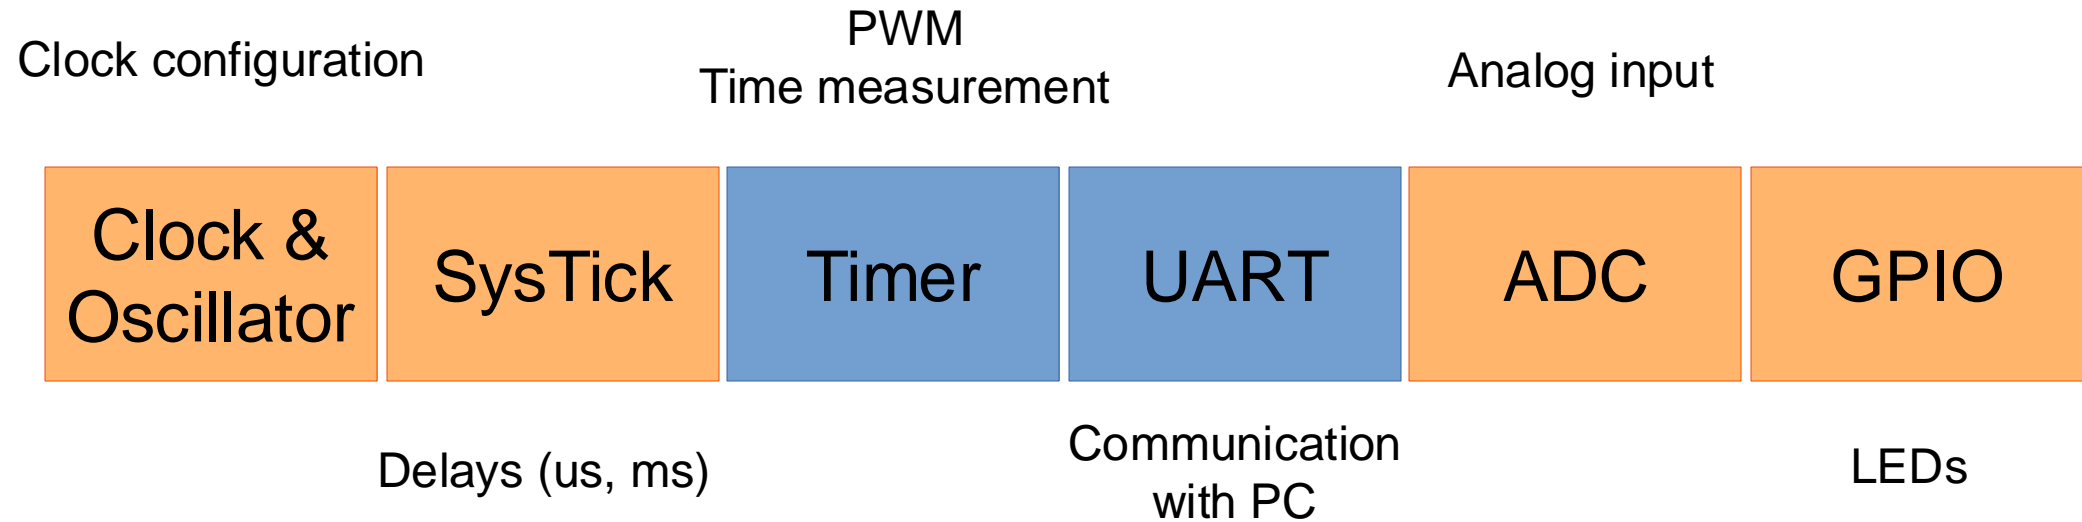 PWM
Clock configuration
Time measurement
Analog input
Clock &
Oscillator
SysTick
Timer
UART
ADC
GPIO
Delays (us, ms)
Communication
with PC
LEDs